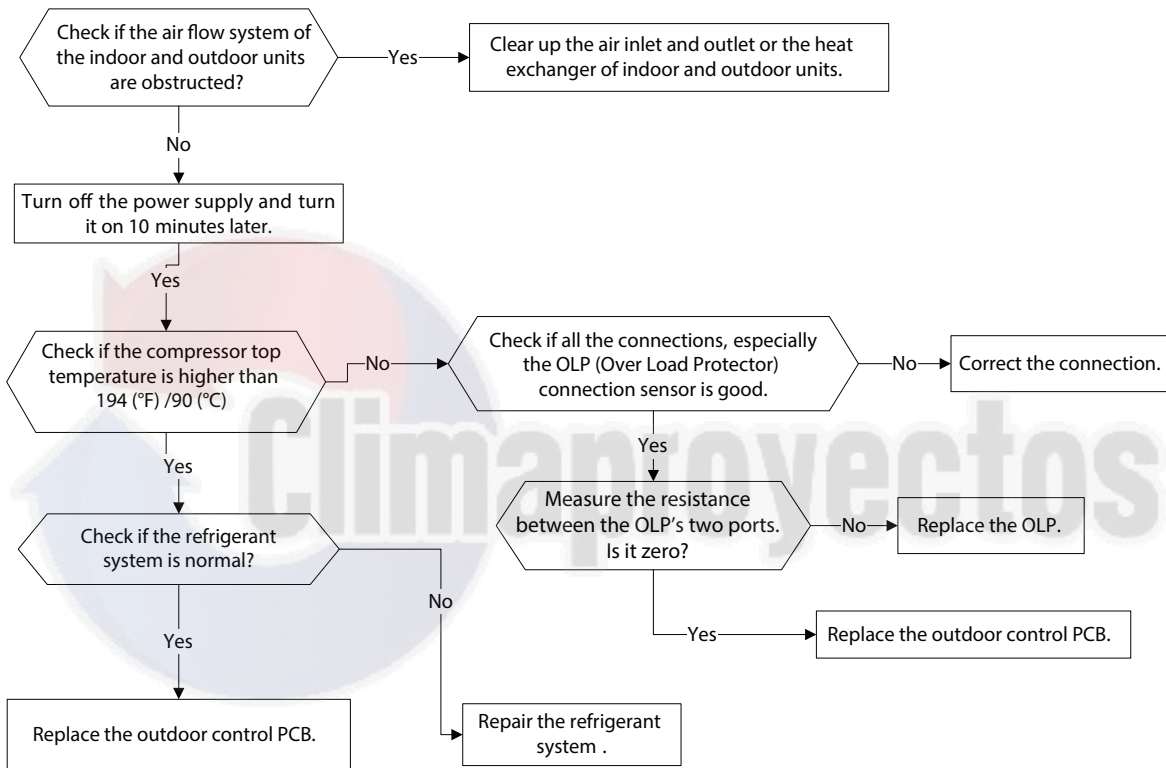 Check if the air flow system of
the indoor and outdoor units
are obstructed?
Yes
Clear up the air inlet and outlet or the heat
exchanger of indoor and outdoor units.
No
Turn off the power supply and turn
it on 10 minutes later.
Yes
Check if the compressor top
temperature is higher than
194 (°F) /90 (°C)
No
Check if all the connections, especially
the OLP (Over Load Protector)
connection sensor is good.
No
Correct the connection.
Yes
Yes
Measure the resistance
between the OLP's two ports.
Is it zero?
No
Replace the OLP.
Check if the refrigerant
system is normal?
No
Yes
Yes
Replace the outdoor control PCB.
Replace the outdoor control PCB.
Repair the refrigerant
system .
Climaproyectos